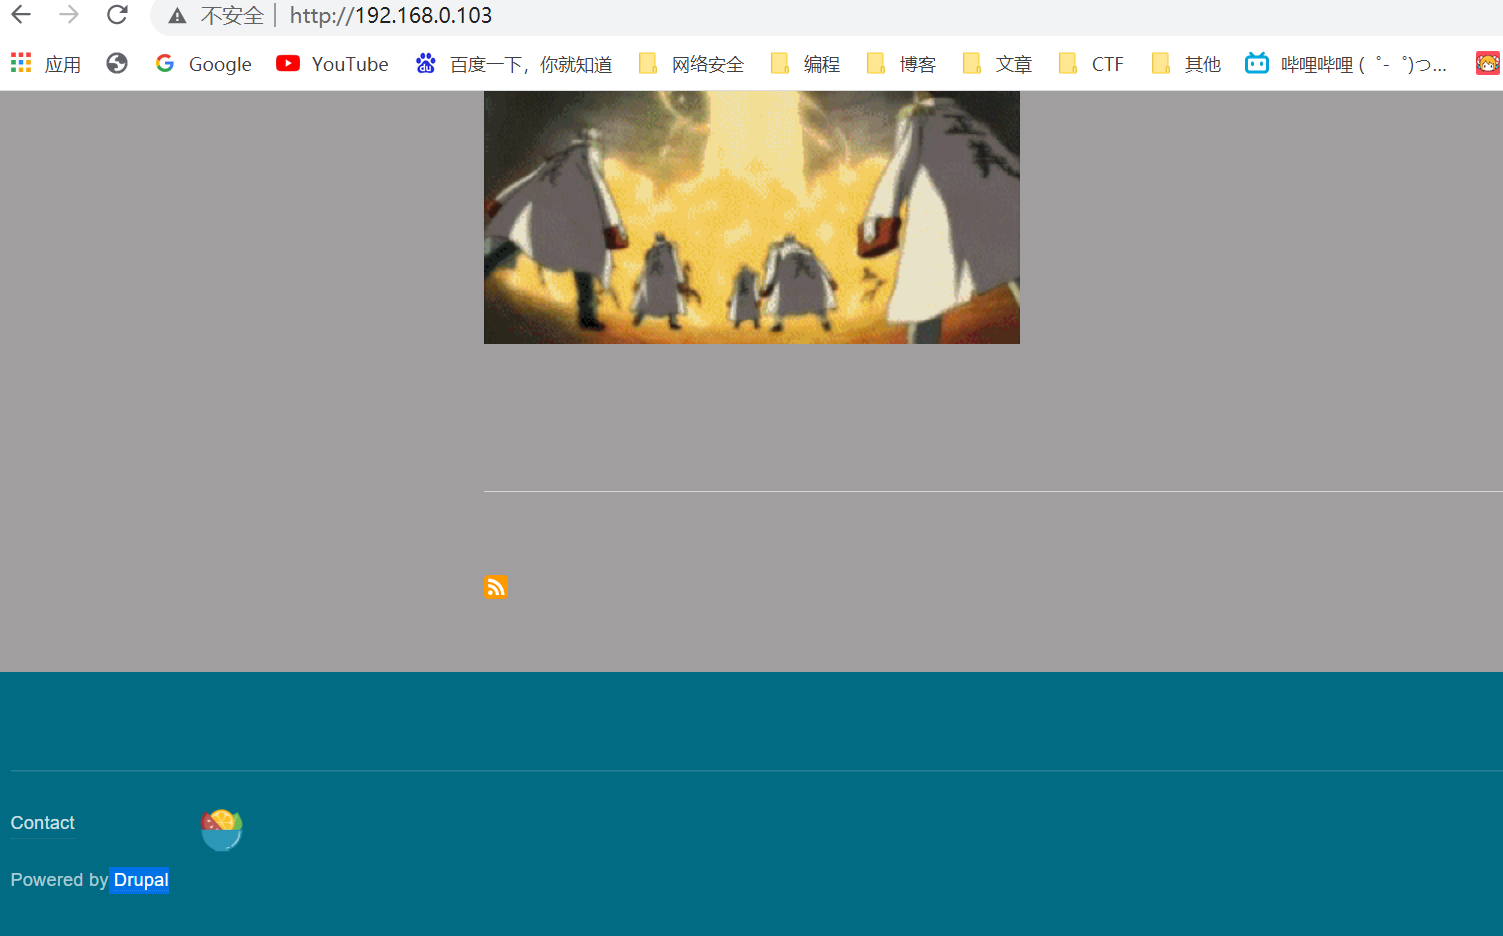 不安全 | http://192.168.0.103
应用 Google YouTube 百度一下，你就知道 网络安全 编程 博客 文章 CTF 其他 哔哩哔哩 (゜-゜)つ...
Contact
Powered by Drupal